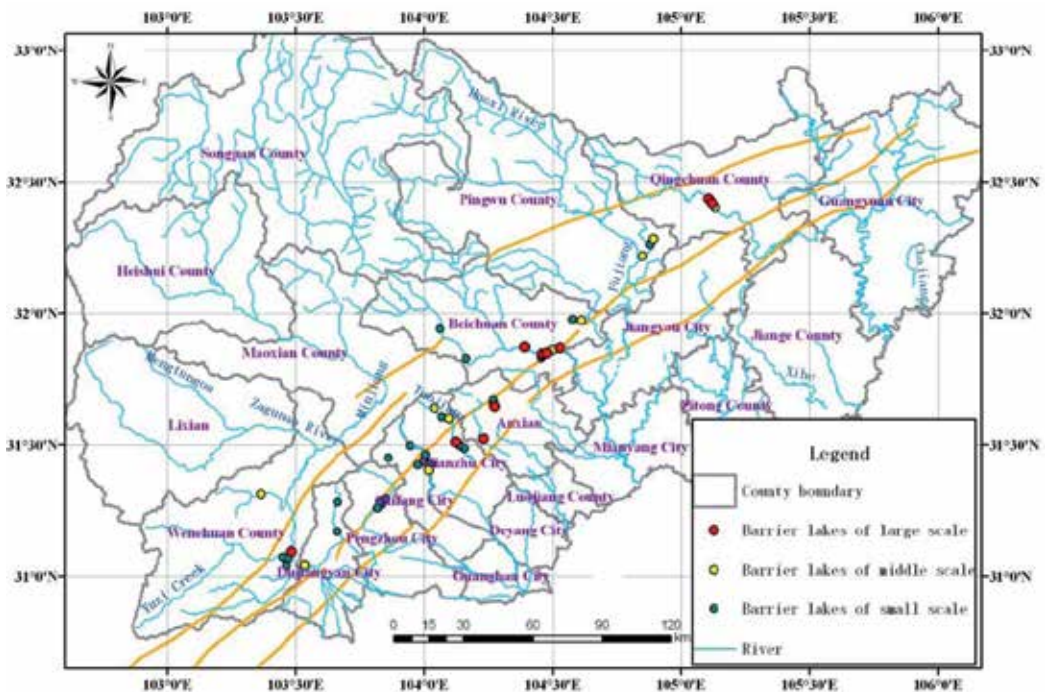 103°0'E 103°30'E 104°0'E 104°30'E 105°0'E 105°30'E 106°0'E
33°0'N 33°0'N
N
W E
S
Huoxi River
Songpan County
32°30'N 32°30'N
Qingchuan County
Pingwu County
Guangyuan City
Heishui County
Fujiang
32°0'N 32°0'N
Beichuan County
Jiangyou City
Jiange County
Maoxian County
Xihe
Minjiang
Zagunao River
Zitong County
Lixian
Anxian
31°30'N 31°30'N
Mianyang City
Mianzhu City
Shifang City
Luojiang County
Wenchuan County
Deyang City
Pengzhou City
31°0'N 31°0'N
Dujiangyan City
Guanghan City
Yuxi Creek
0 15 30 60 90 120
km
Legend
County boundary
Barrier lakes of large scale
Barrier lakes of middle scale
Barrier lakes of small scale
River
103°0'E 103°30'E 104°0'E 104°30'E 105°0'E 105°30'E 106°0'E